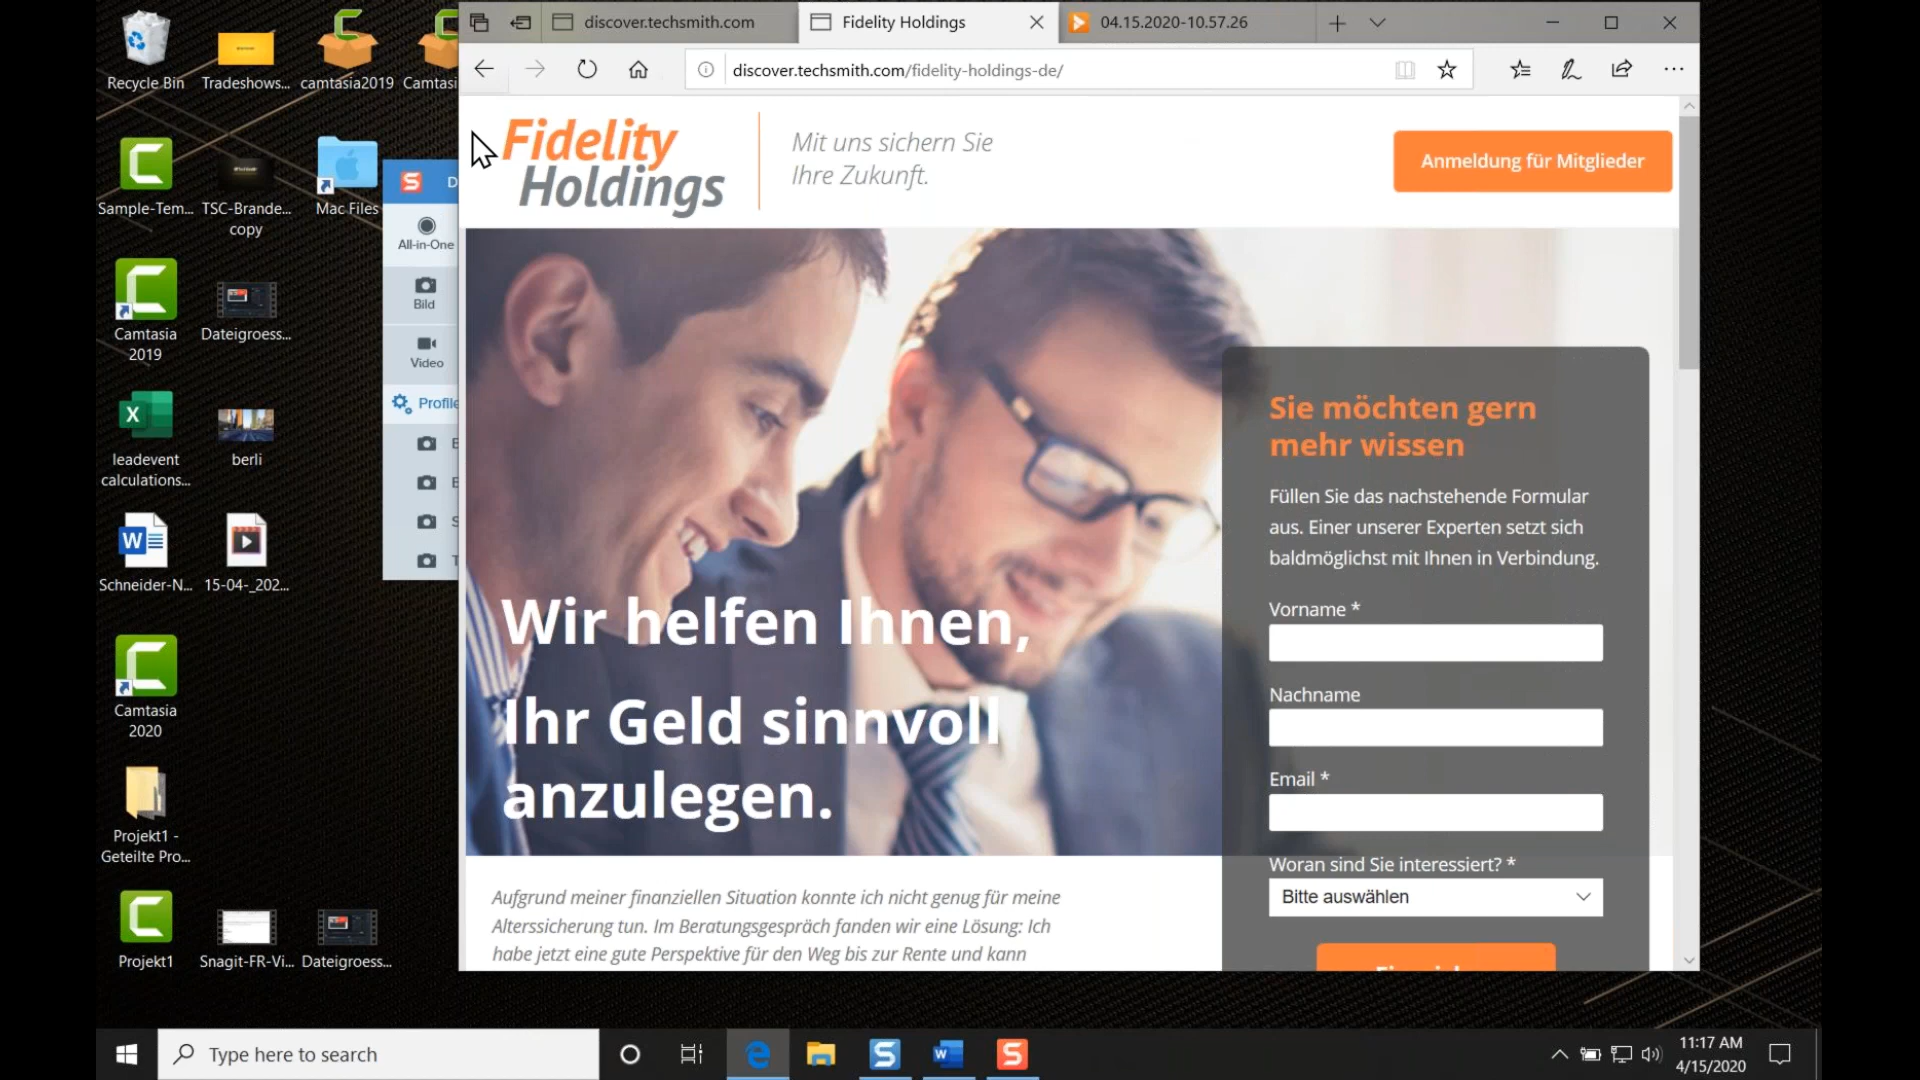 Recycle Bin
Tradeshows...
camtasia2019
Camtasi
Sample-Tem...
TSC-Brande...
copy
Mac Files
Camtasia
2019
Dateigroess...
leadevent
calculations...
berli
Schneider-N...
15-04-_202...
Camtasia
2020
Projekt1 -
Geteilte Pro...
Projekt1
Snagit-FR-Vi...
Dateigroess...
D
All-in-One
Bild
Video
Profile
E
E
S
T
discover.techsmith.com
Fidelity Holdings
04.15.2020-10.57.26
discover.techsmith.com/fidelity-holdings-de/
Fidelity
Holdings
Mit uns sichern Sie
Ihre Zukunft.
Anmeldung für Mitglieder
Wir helfen Ihnen,
Ihr Geld sinnvoll
anzulegen.
Sie möchten gern
mehr wissen
Füllen Sie das nachstehende Formular
aus. Einer unserer Experten setzt sich
baldmöglichst mit Ihnen in Verbindung.
Vorname *
Nachname
Email *
Woran sind Sie interessiert? *
Bitte auswählen
Aufgrund meiner finanziellen Situation konnte ich nicht genug für meine
Alterssicherung tun. Im Beratungsgespräch fanden wir eine Lösung: Ich
habe jetzt eine gute Perspektive für den Weg bis zur Rente und kann
Type here to search
11:17 AM
4/15/2020